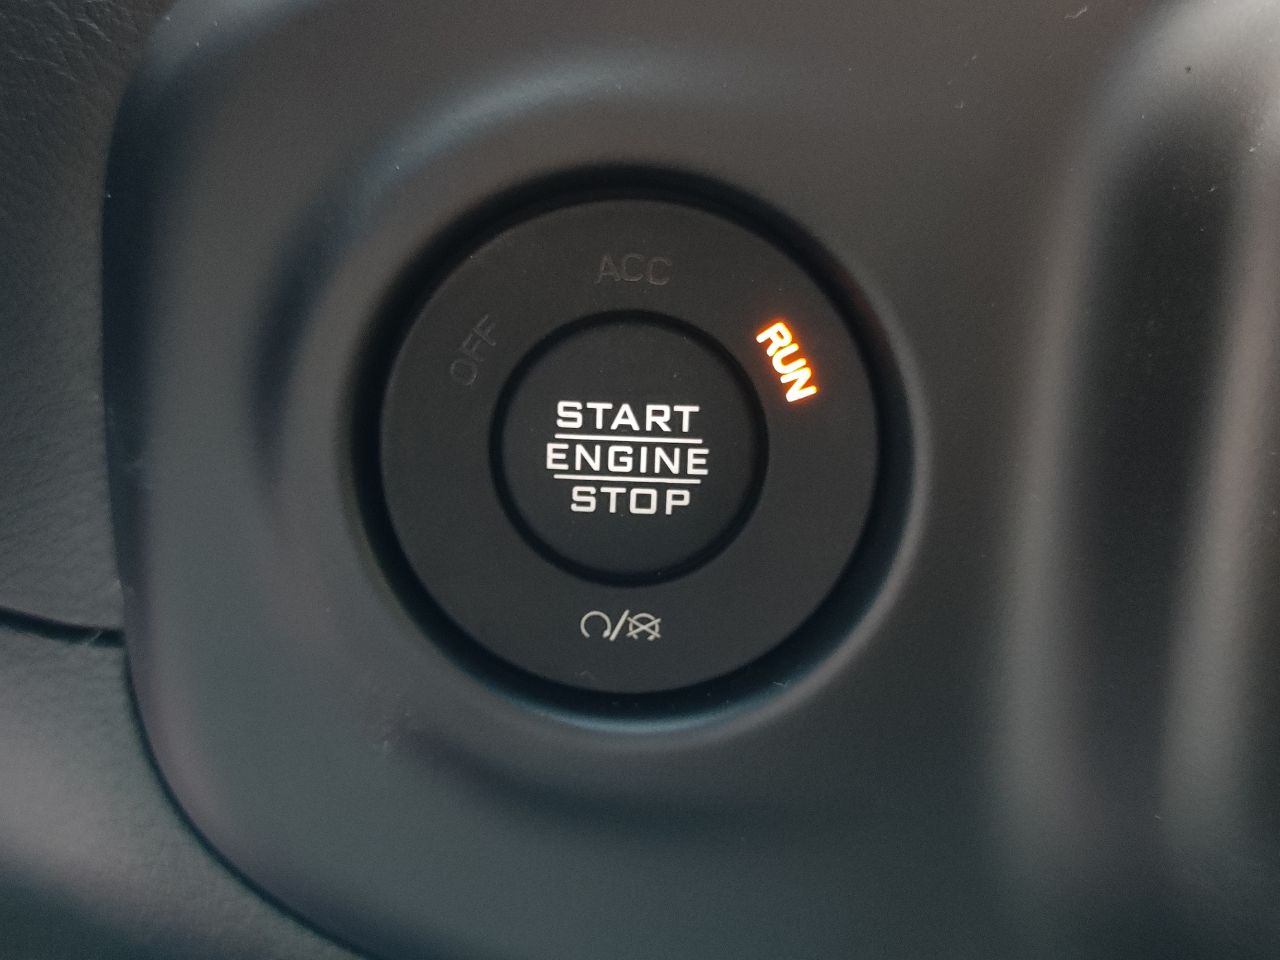 ACC
OFF
RUN
START
ENGINE
STOP